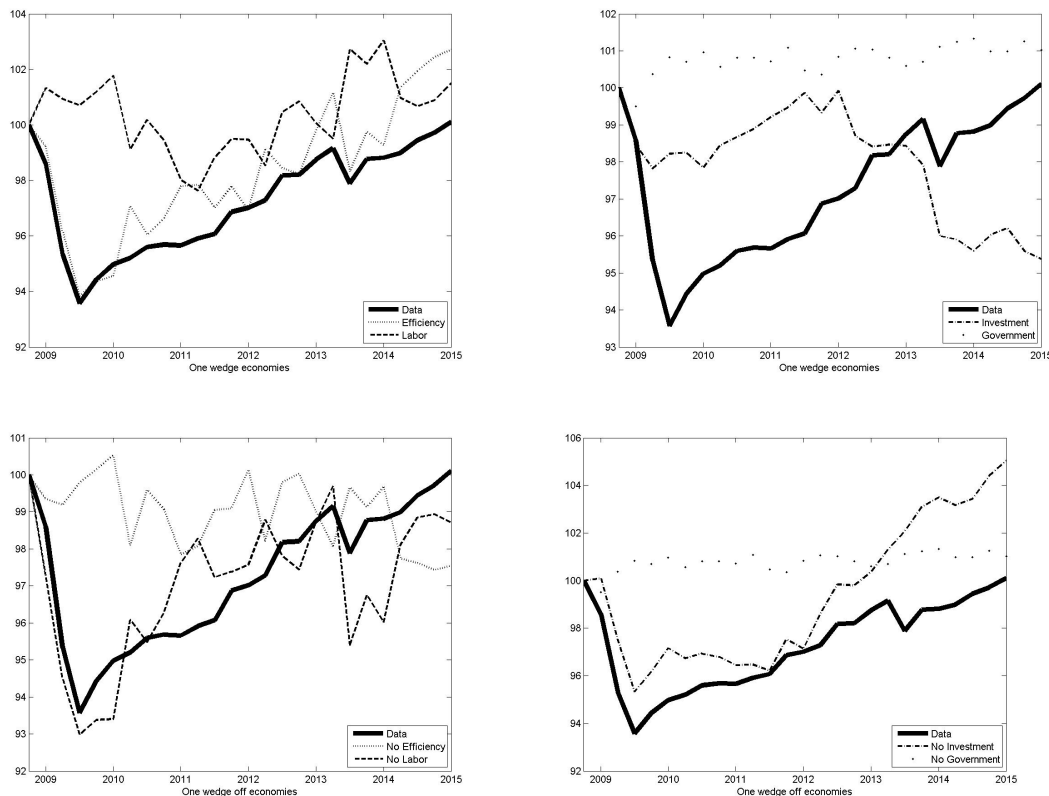 104
102
100
98
96
94
92
2009 2010 2011 2012 2013 2014 2015
One wedge economies
Data
Efficiency
Labor
102
101
100
99
98
97
96
95
94
93
2009 2010 2011 2012 2013 2014 2015
One wedge economies
Data
Investment
Government
101
100
99
98
97
96
95
94
93
92
2009 2010 2011 2012 2013 2014 2015
One wedge off economies
Data
No Efficiency
No Labor
106
104
102
100
98
96
94
92
2009 2010 2011 2012 2013 2014 2015
One wedge off economies
Data
No Investment
No Government